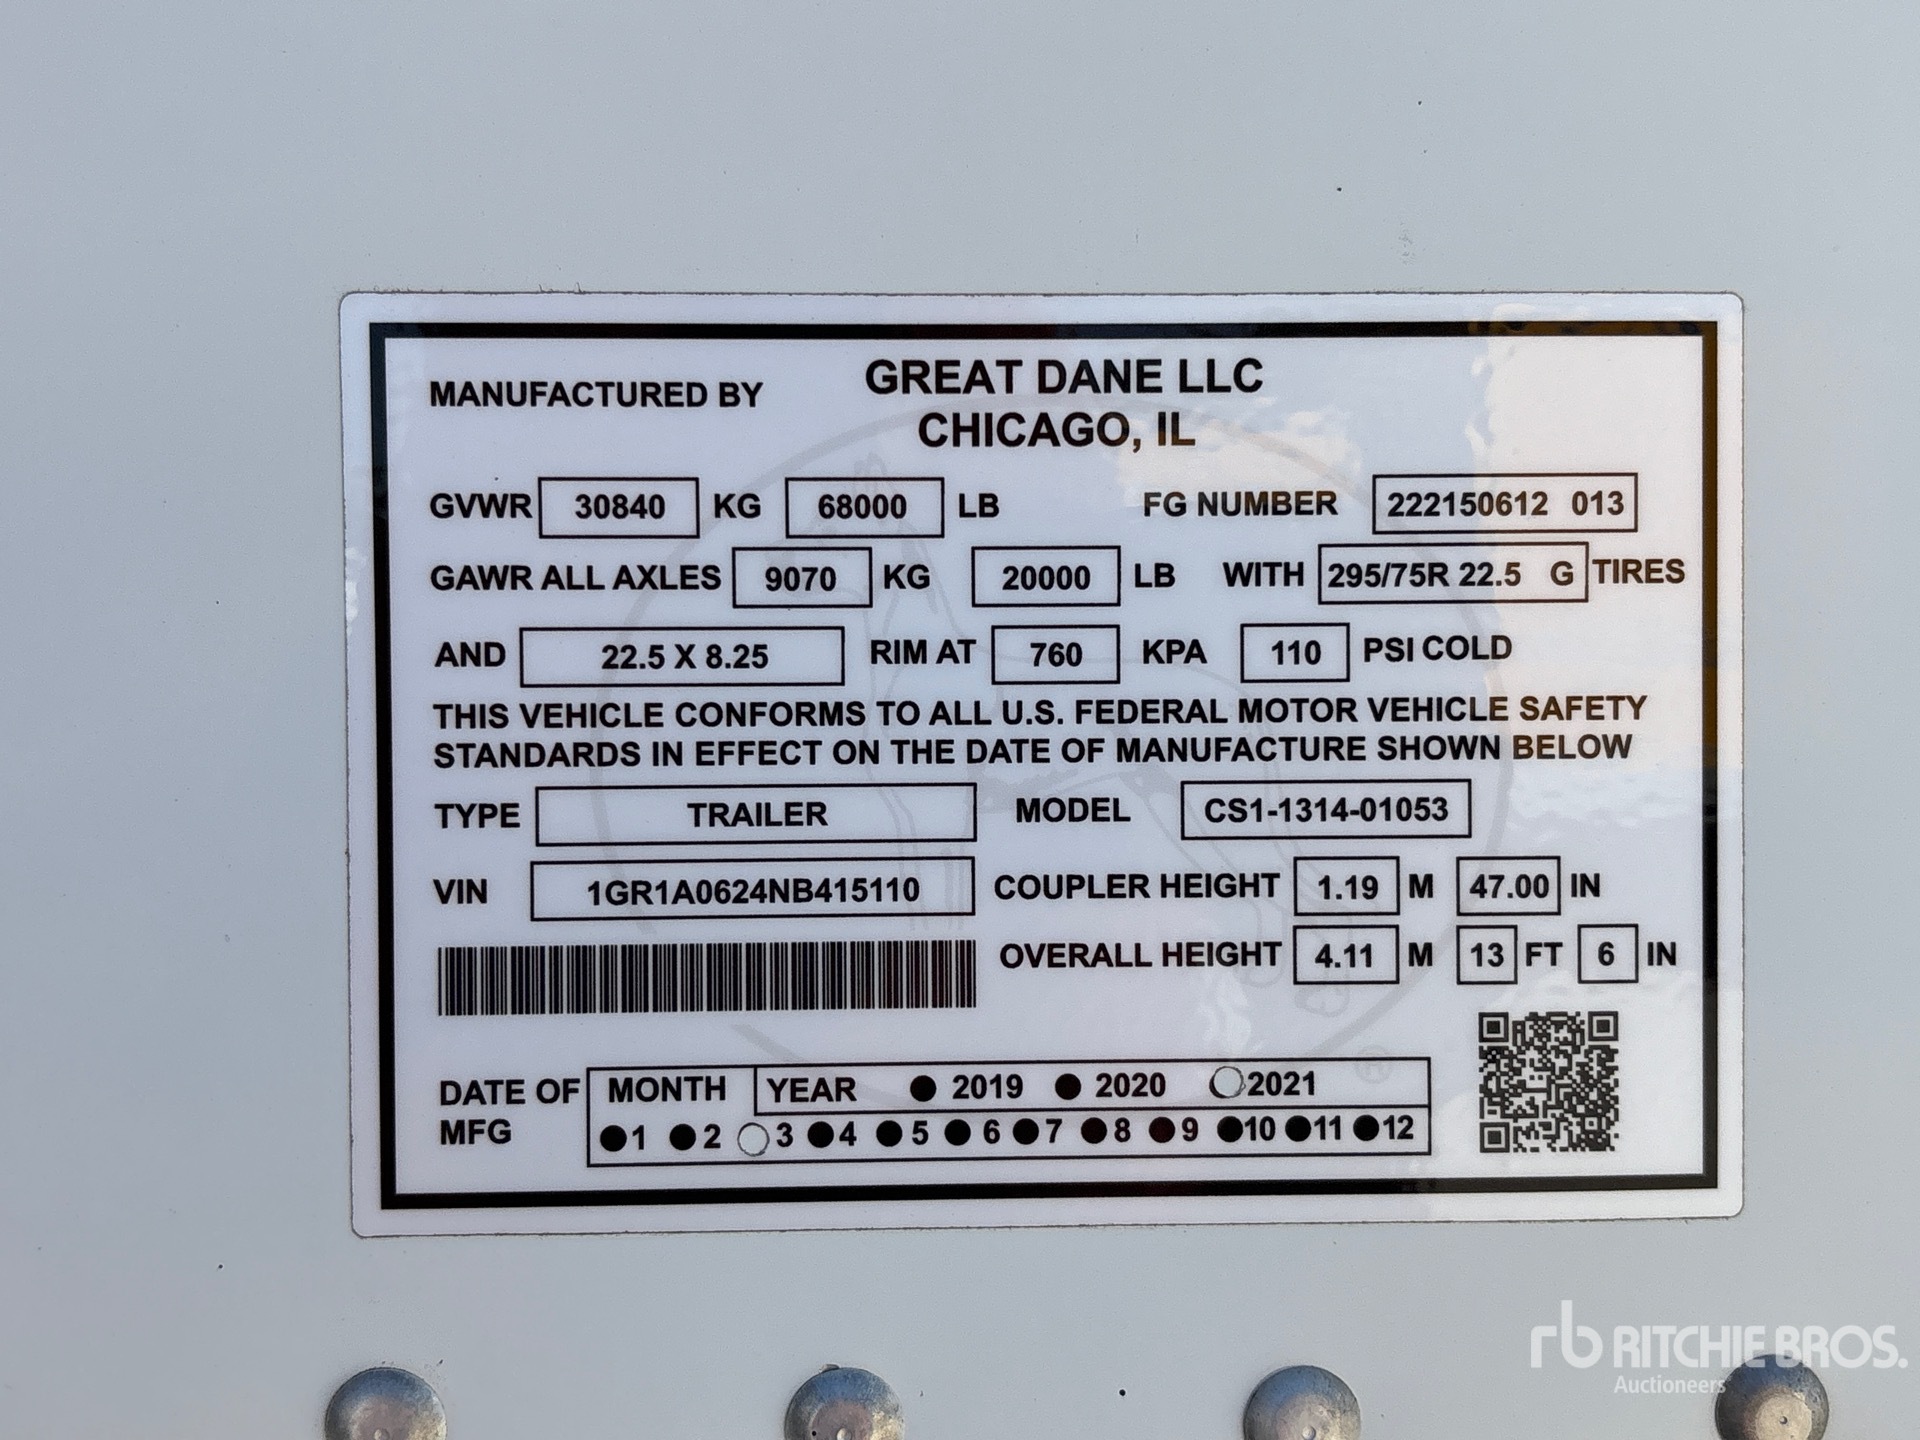 MANUFACTURED BY GREAT DANE LLC
CHICAGO, IL
GVWR 30840 KG 68000 LB FG NUMBER 222150612 013
GAWR ALL AXLES 9070 KG 20000 LB WITH 295/75R 22.5 G TIRES
AND 22.5 X 8.25 RIM AT 760 KPA 110 PSI COLD
THIS VEHICLE CONFORMS TO ALL U.S. FEDERAL MOTOR VEHICLE SAFETY
STANDARDS IN EFFECT ON THE DATE OF MANUFACTURE SHOWN BELOW
TYPE TRAILER MODEL CS1-1314-01053
VIN 1GR1A0624NB415110 COUPLER HEIGHT 1.19 M 47.00 IN
OVERALL HEIGHT 4.11 M 13 FT 6 IN
®
DATE OF MFG MONTH YEAR 2019 2020 2021
1 2 3 4 5 6 7 8 9 10 11 12
rb RITCHIE BROS.
Auctioneers